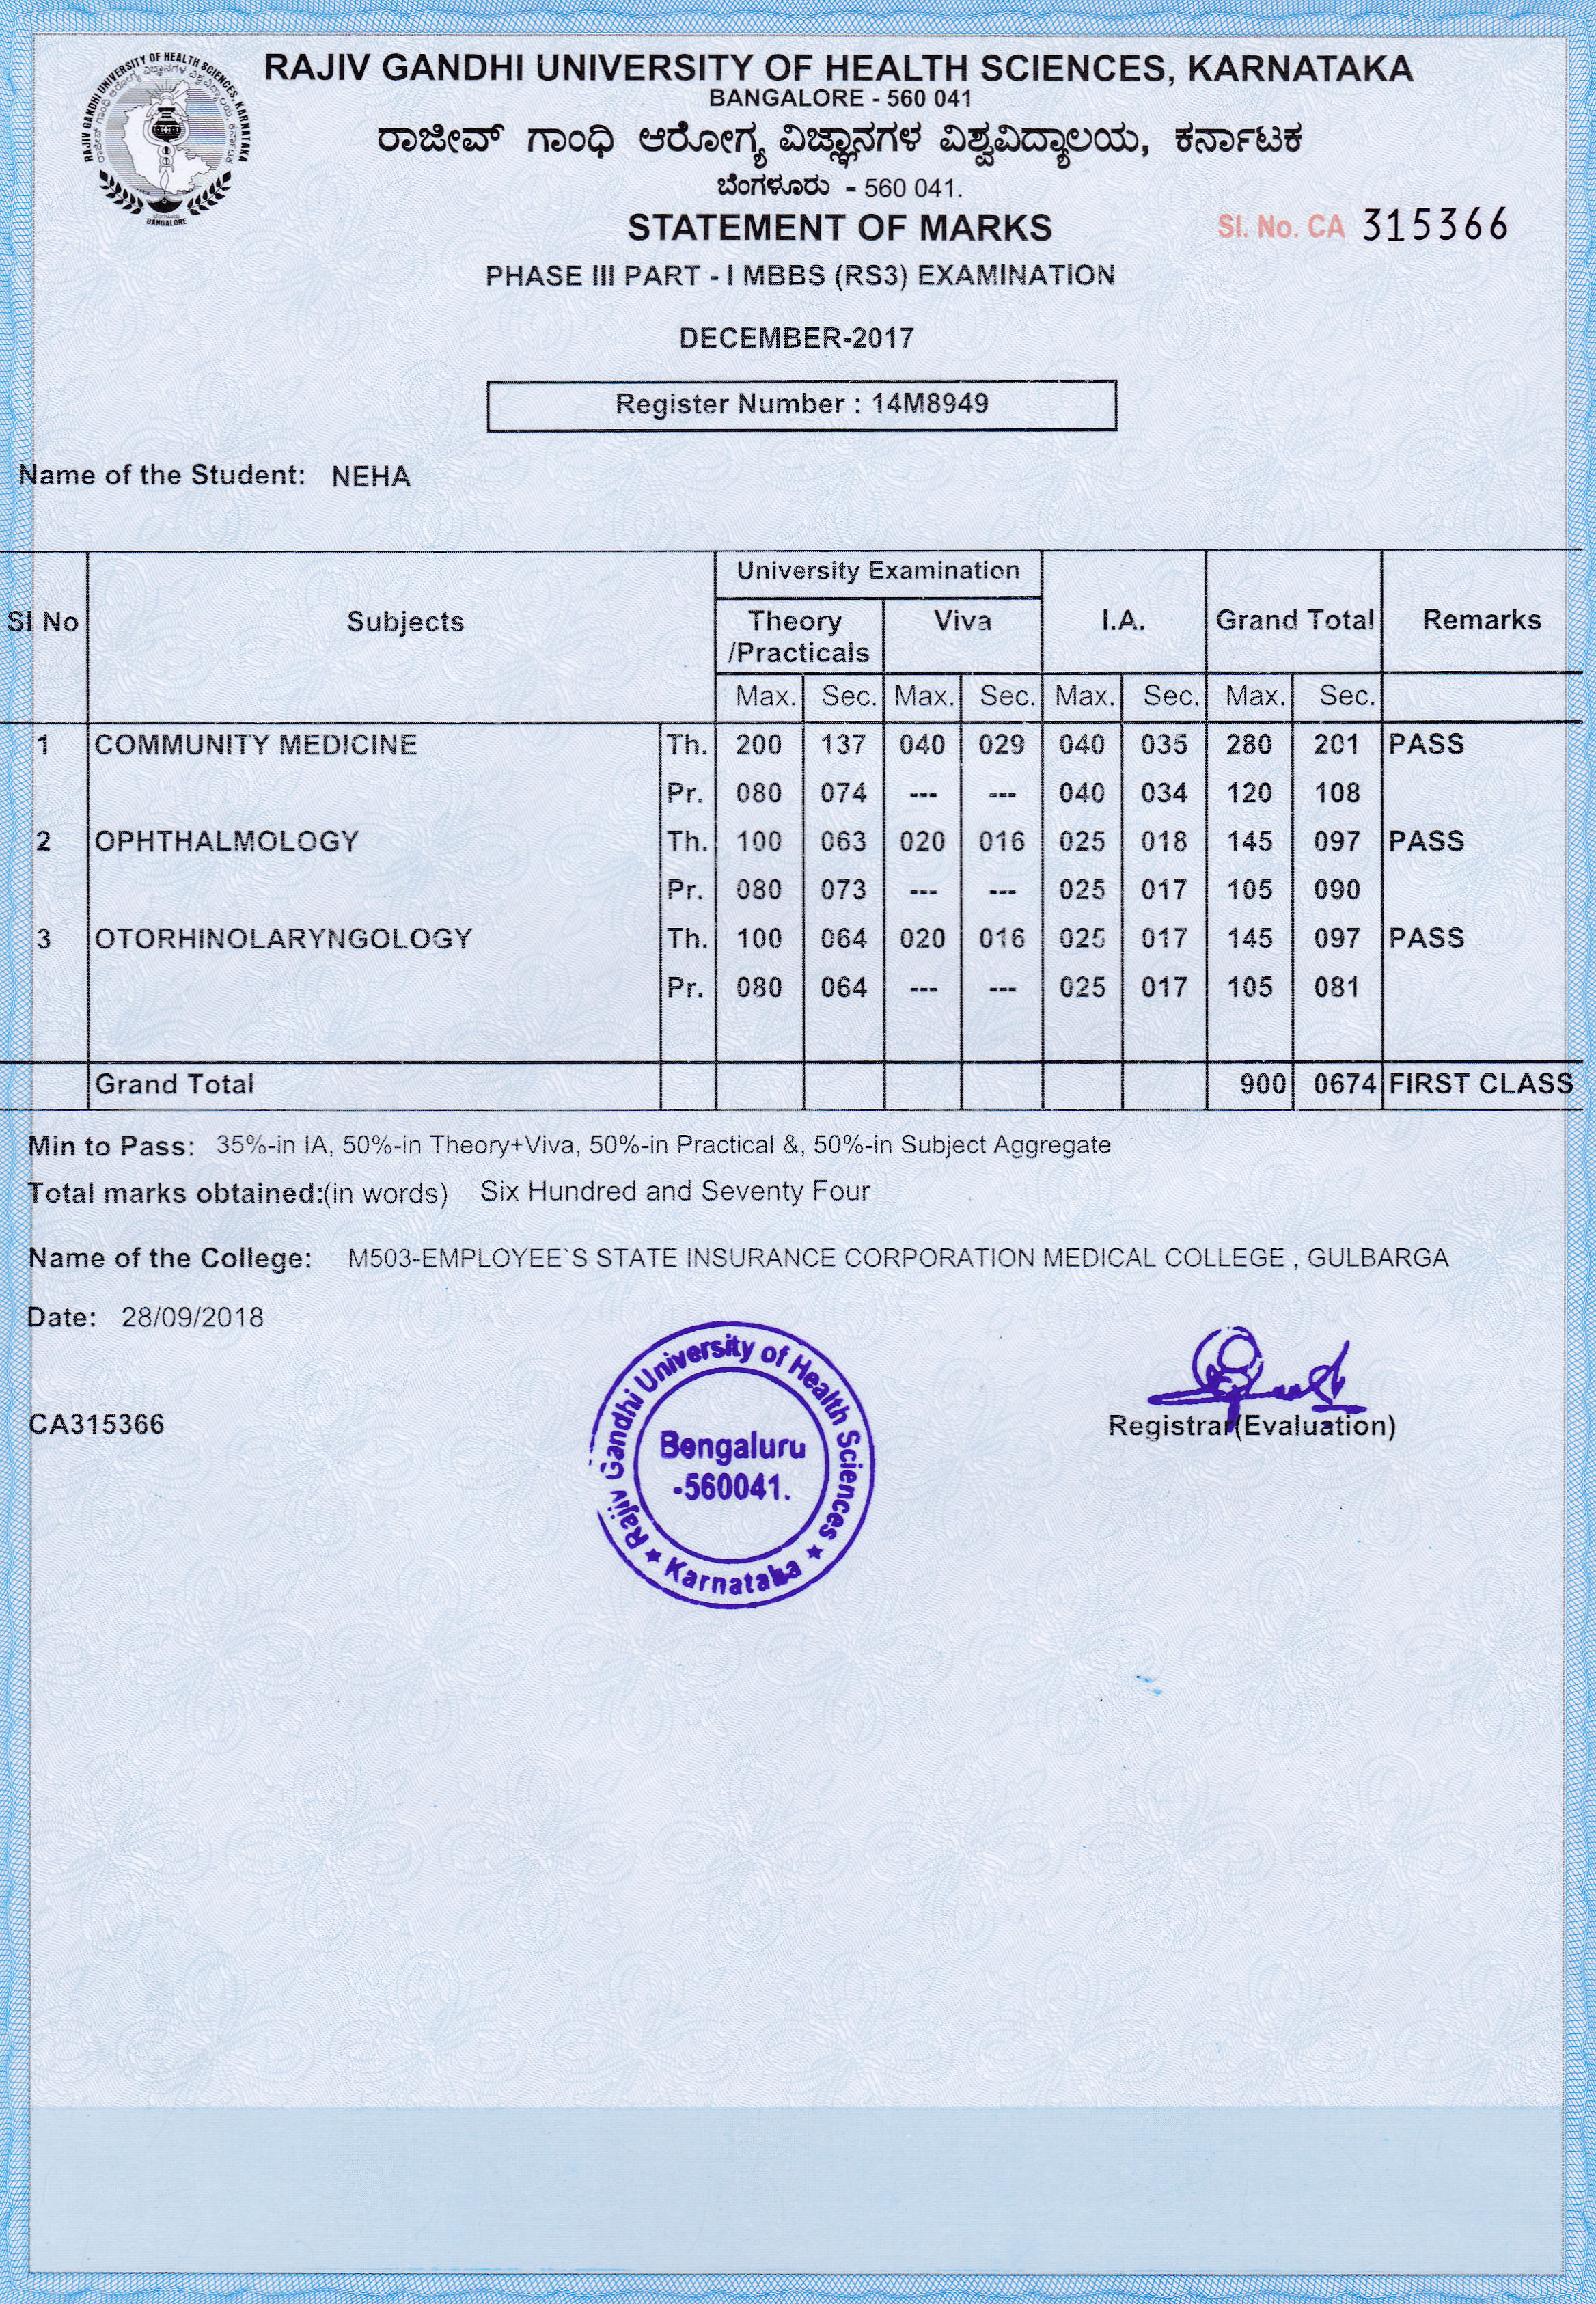 RAJIV GANDHI UNIVERSITY OF HEALTH SCIENCES, KARNATAKA
BANGALORE - 560 041
ರಾಜೀವ್ ಗಾಂಧಿ ಆರೋಗ್ಯ ವಿಜ್ಞಾನಗಳ ವಿಶ್ವವಿದ್ಯಾಲಯ, ಕರ್ನಾಟಕ
ಬೆಂಗಳೂರು - 560 041.
STATEMENT OF MARKS
Sl. No. CA 315366
PHASE III PART - I MBBS (RS3) EXAMINATION
DECEMBER-2017
Register Number : 14M8949
Name of the Student: NEHA
University Examination
Sl No Subjects Theory Viva I.A. Grand Total Remarks
/Practicals
Max. Sec. Max. Sec. Max. Sec. Max. Sec.
1 COMMUNITY MEDICINE Th. 200 137 040 029 040 035 280 201 PASS
Pr. 080 074 --- --- 040 034 120 108
2 OPHTHALMOLOGY Th. 100 063 020 016 025 018 145 097 PASS
Pr. 080 073 --- --- 025 017 105 090
3 OTORHINOLARYNGOLOGY Th. 100 064 020 016 025 017 145 097 PASS
Pr. 080 064 --- --- 025 017 105 081
Grand Total 900 0674 FIRST CLASS
Min to Pass: 35%-in IA, 50%-in Theory+Viva, 50%-in Practical &, 50%-in Subject Aggregate
Total marks obtained:(in words) Six Hundred and Seventy Four
Name of the College: M503-EMPLOYEE`S STATE INSURANCE CORPORATION MEDICAL COLLEGE , GULBARGA
Date: 28/09/2018
CA315366
Rajiv Gandhi University of Health Sciences
Bengaluru
-560041.
★ Karnataka ★
Registrar(Evaluation)
RAJIV GANDHI UNIVERSITY OF HEALTH SCIENCES, KARNATAKA
BANGALORE